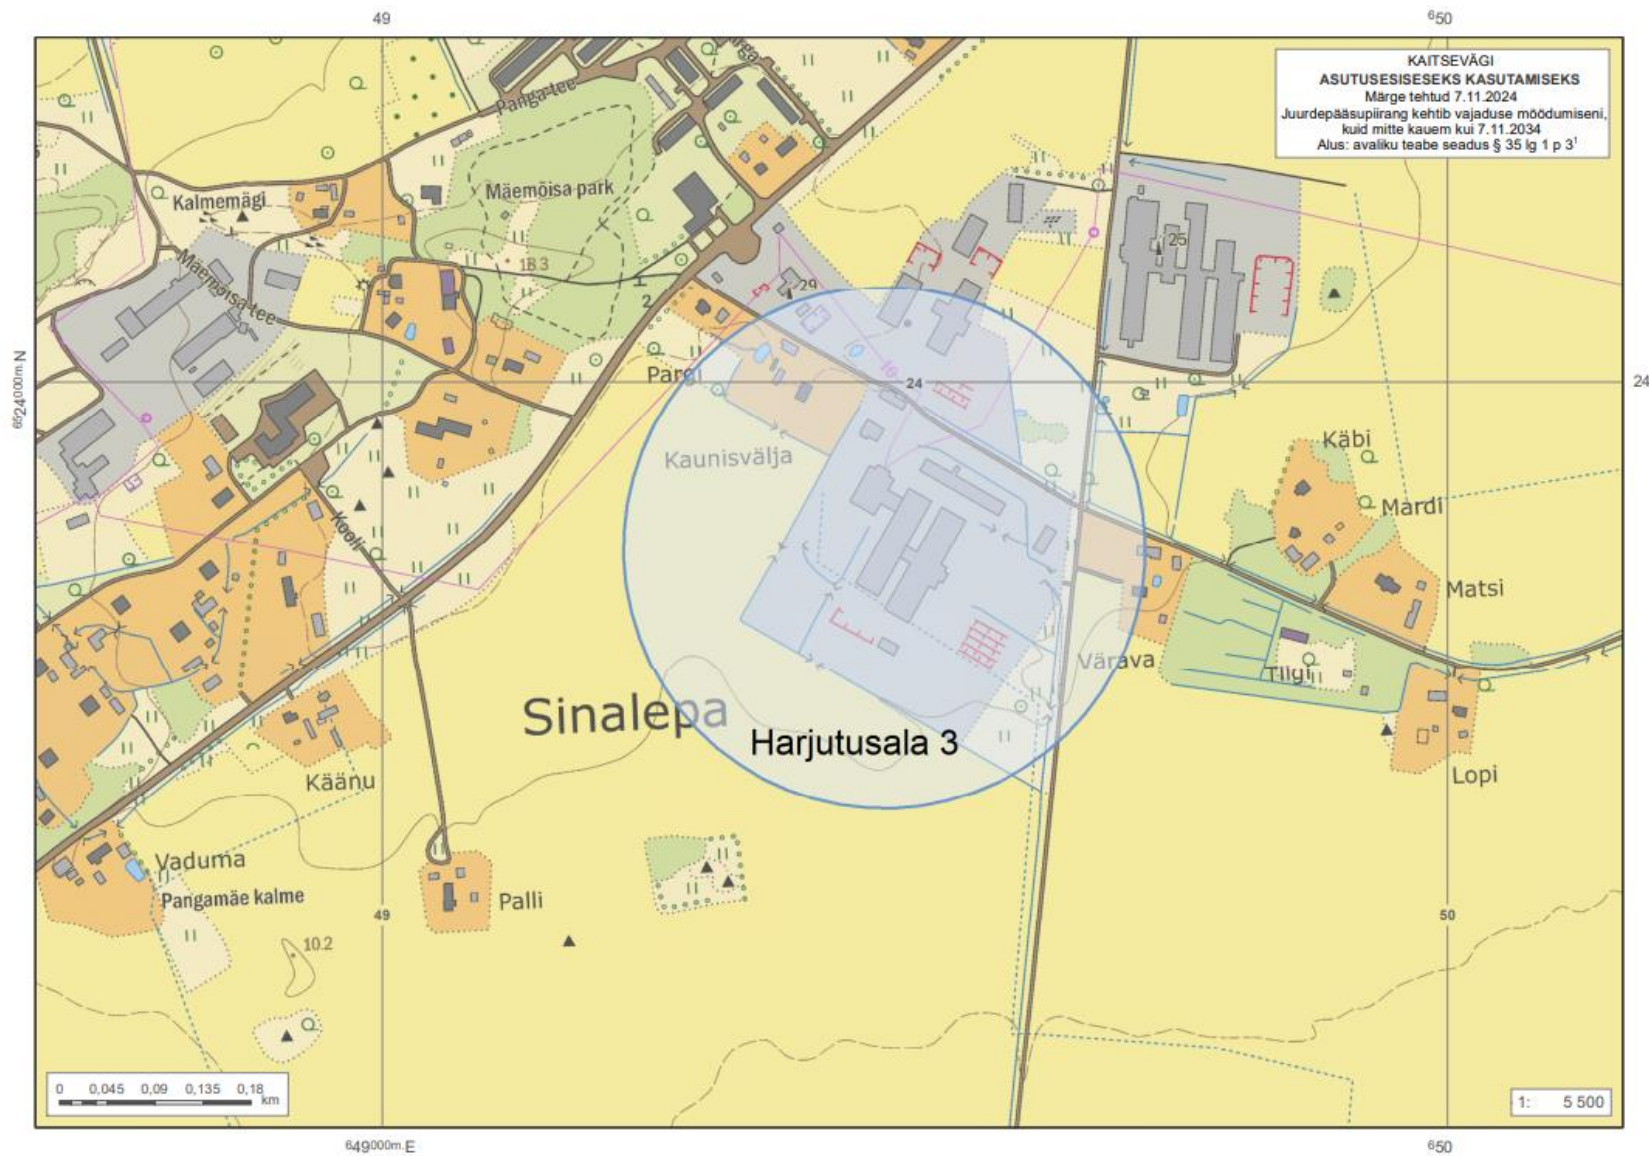 49
⁶50
KAITSEVÄGI
ASUTUSESISESEKS KASUTAMISEKS
Märge tehtud 7.11.2024
Juurdepääsupiirang kehtib vajaduse möödumiseni,
kuid mitte kauem kui 7.11.2034
Alus: avaliku teabe seadus § 35 lg 1 p 3¹
Panga tee
Mäemõisa park
Kalmemägi
Mäemõisa tee
13.3
25
29
2
⁶⁵24⁰⁰⁰ᵐ·N
Pargi
24
24
2
Kaunisvälja
Käbi
Mardi
Kooli
Matsi
Värava
Tilgi
Sinalepa
Harjutusala 3
Käänu
Lopi
Vaduma
Pangamäe kalme
Palli
49
50
10.2
0 0,045 0,09 0,135 0,18
km
1: 5 500
⁶49⁰⁰⁰ᵐ·E
⁶50